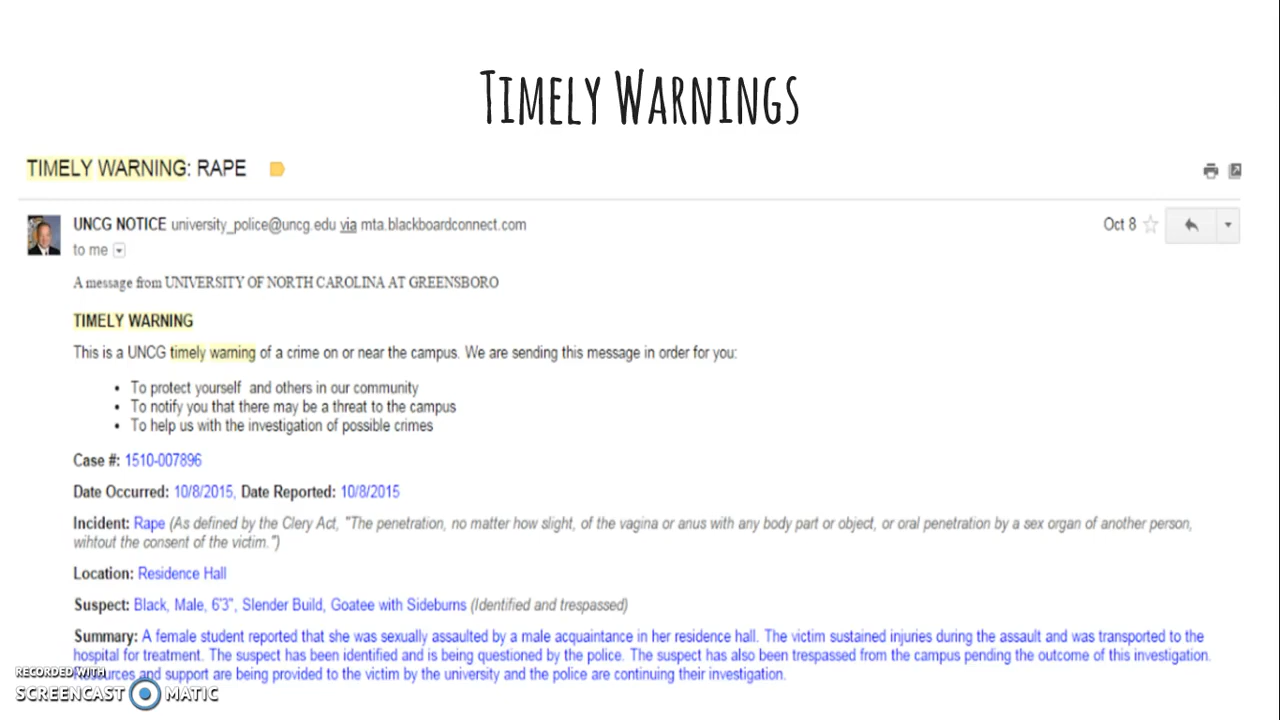 TIMELY WARNINGS
TIMELY WARNING: RAPE
UNCG NOTICE university_police@uncg.edu via mta.blackboardconnect.com Oct 8
to me
A message from UNIVERSITY OF NORTH CAROLINA AT GREENSBORO
TIMELY WARNING
This is a UNCG timely warning of a crime on or near the campus. We are sending this message in order for you:
• To protect yourself and others in our community
• To notify you that there may be a threat to the campus
• To help us with the investigation of possible crimes
Case #: 1510-007896
Date Occurred: 10/8/2015, Date Reported: 10/8/2015
Incident: Rape (As defined by the Clery Act, "The penetration, no matter how slight, of the vagina or anus with any body part or object, or oral penetration by a sex organ of another person,
wihtout the consent of the victim.")
Location: Residence Hall
Suspect: Black, Male, 6'3", Slender Build, Goatee with Sideburns (Identified and trespassed)
Summary: A female student reported that she was sexually assaulted by a male acquaintance in her residence hall. The victim sustained injuries during the assault and was transported to the
hospital for treatment. The suspect has been identified and is being questioned by the police. The suspect has also been trespassed from the campus pending the outcome of this investigation.
and support are being provided to the victim by the university and the police are continuing their investigation.
RECORDED WITH
SCREENCAST MATIC